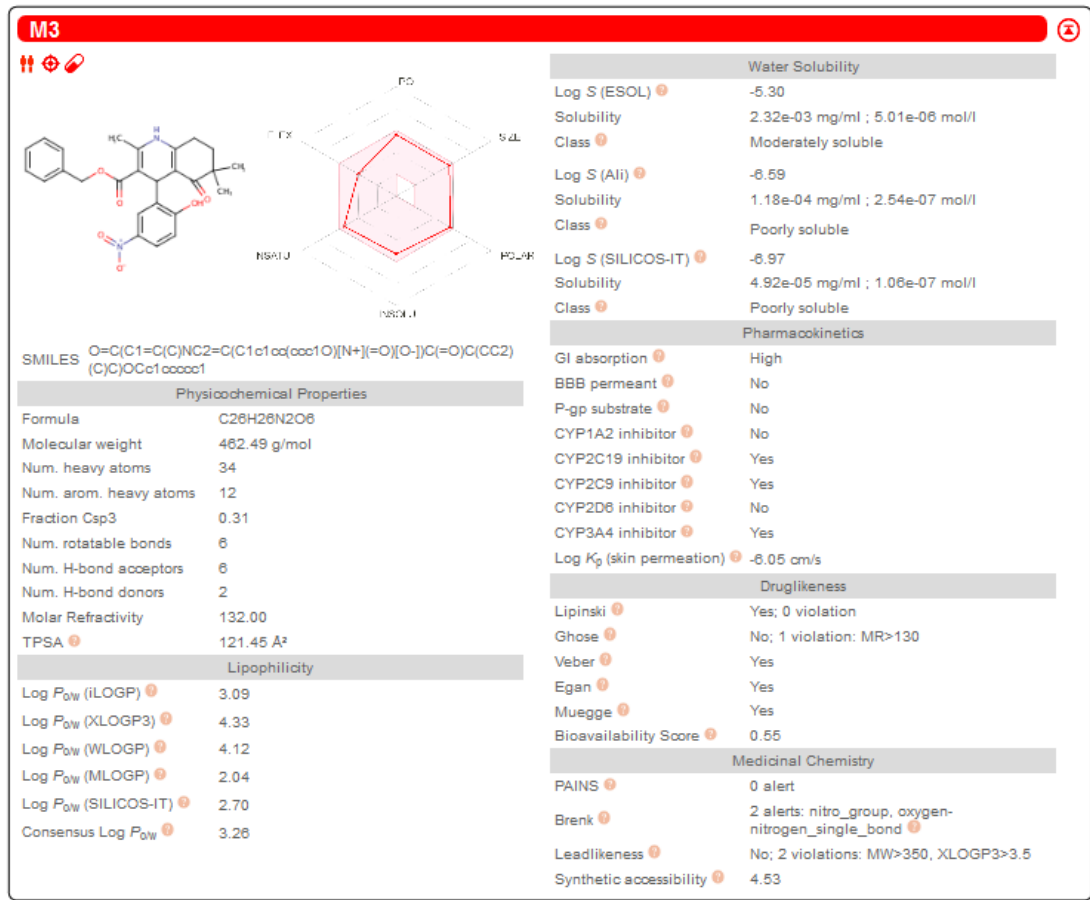 M3
H₃C
H
N
O
O
O
CH₃
CH₃
OH
N⁺
O
O⁻
SIZE
POLAR
INSOLU
SMILES O=C(C1=C(C)NC2=C(C1c1cc(ccc1O)[N+](=O)[O-])C(=O)C(CC2)
(C)C)OCc1ccccc1
Physicochemical Properties
Formula C26H26N2O6
Molecular weight 462.49 g/mol
Num. heavy atoms 34
Num. arom. heavy atoms 12
Fraction Csp3 0.31
Num. rotatable bonds 6
Num. H-bond acceptors 6
Num. H-bond donors 2
Molar Refractivity 132.00
TPSA ? 121.45 Å²
Lipophilicity
Log Po/w (iLOGP) ? 3.09
Log Po/w (XLOGP3) ? 4.33
Log Po/w (WLOGP) ? 4.12
Log Po/w (MLOGP) ? 2.04
Log Po/w (SILICOS-IT) ? 2.70
Consensus Log Po/w ? 3.26
Water Solubility
Log S (ESOL) ? -5.30
Solubility 2.32e-03 mg/ml ; 5.01e-06 mol/l
Class ? Moderately soluble
Log S (Ali) ? -6.59
Solubility 1.18e-04 mg/ml ; 2.54e-07 mol/l
Class ? Poorly soluble
Log S (SILICOS-IT) ? -6.97
Solubility 4.92e-05 mg/ml ; 1.06e-07 mol/l
Class ? Poorly soluble
Pharmacokinetics
GI absorption ? High
BBB permeant ? No
P-gp substrate ? No
CYP1A2 inhibitor ? No
CYP2C19 inhibitor ? Yes
CYP2C9 inhibitor ? Yes
CYP2D6 inhibitor ? No
CYP3A4 inhibitor ? Yes
Log Kp (skin permeation) ? -6.05 cm/s
Druglikeness
Lipinski ? Yes; 0 violation
Ghose ? No; 1 violation: MR>130
Veber ? Yes
Egan ? Yes
Muegge ? Yes
Bioavailability Score ? 0.55
Medicinal Chemistry
PAINS ? 0 alert
Brenk ? 2 alerts: nitro_group, oxygen-
nitrogen_single_bond ?
Leadlikeness ? No; 2 violations: MW>350, XLOGP3>3.5
Synthetic accessibility ? 4.53